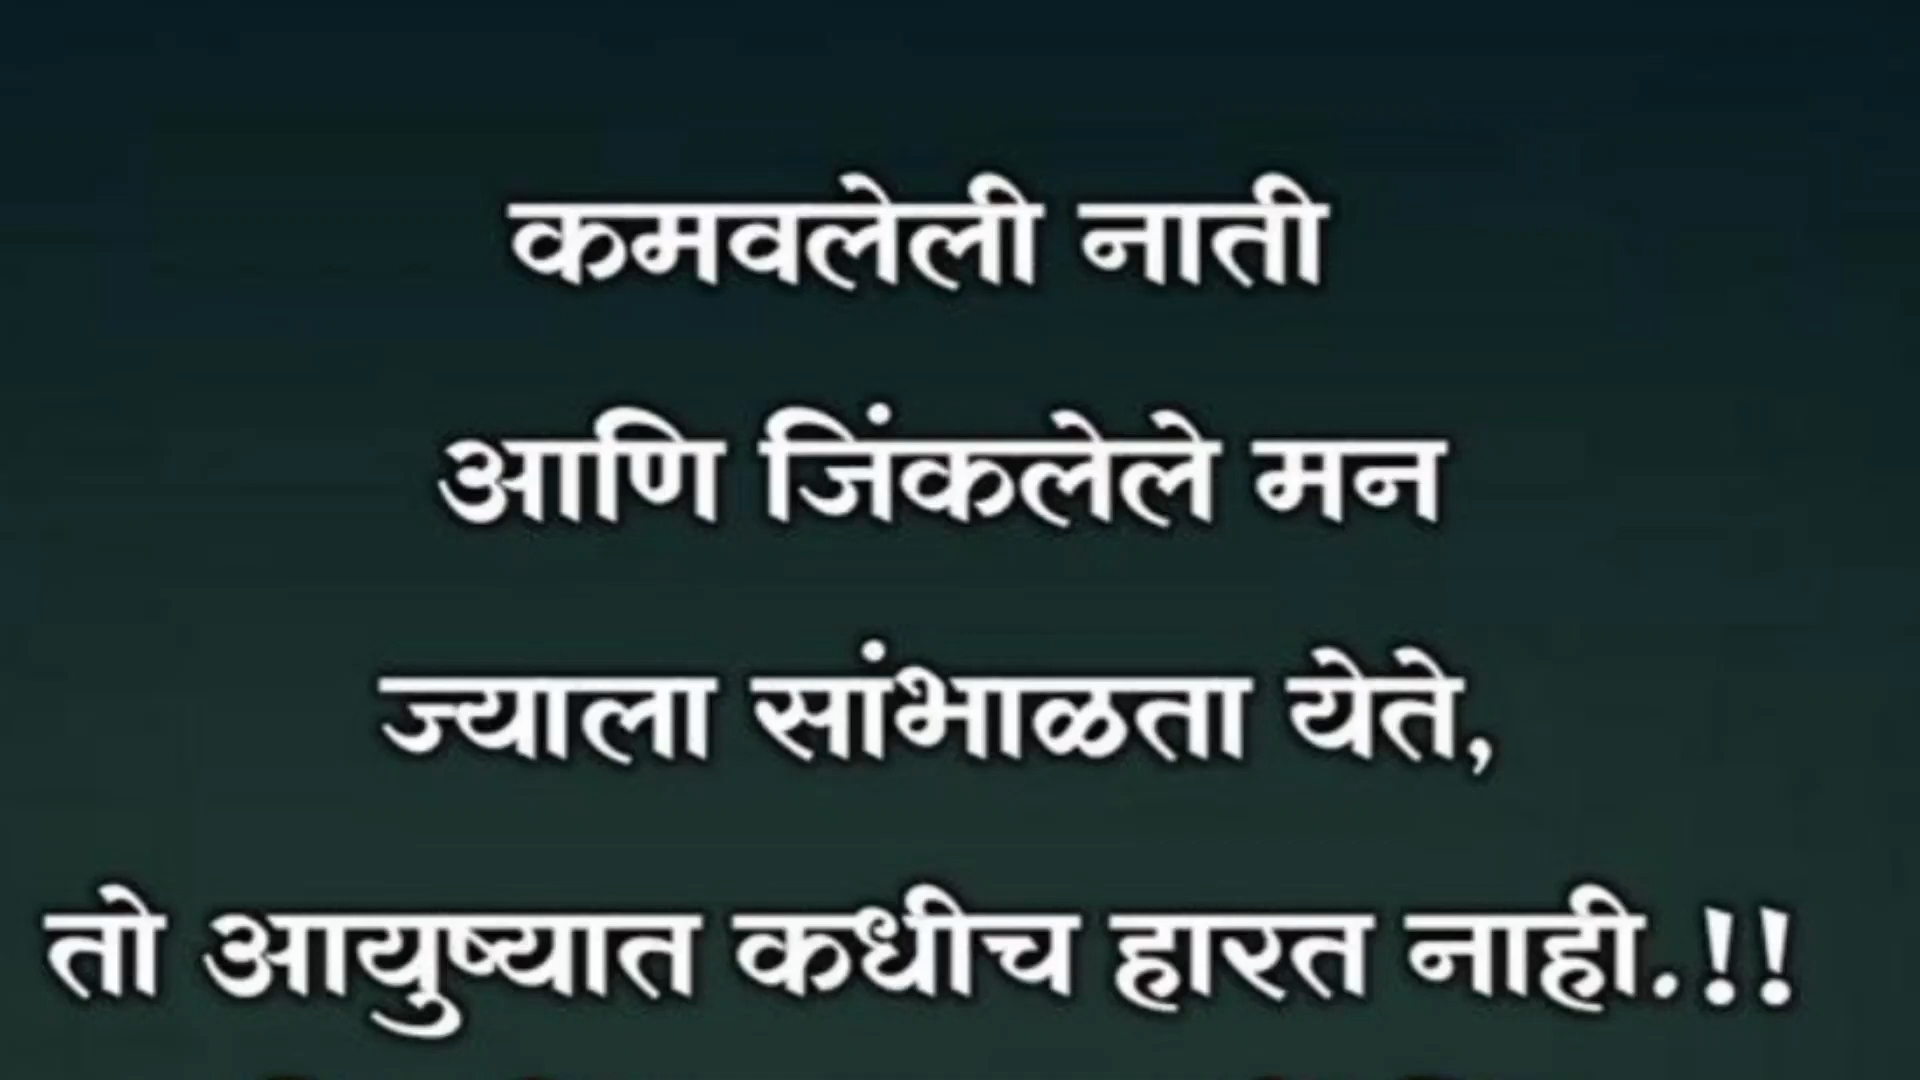 कमवलेली नाती
आणि जिंकलेले मन
ज्याला सांभाळता येते,
तो आयुष्यात कधीच हारत नाही.!!